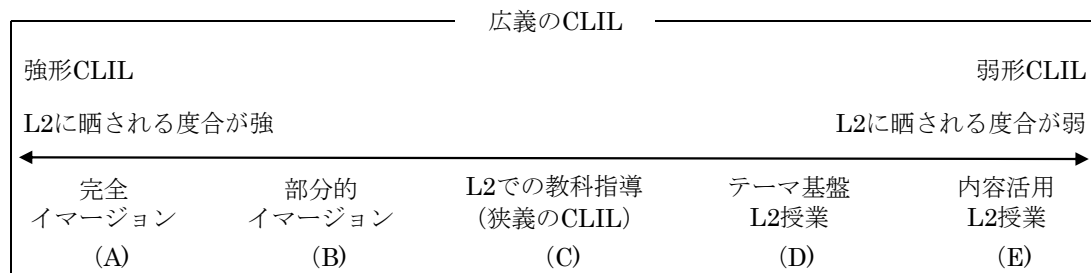 広義のCLIL
強形CLIL 弱形CLIL
L2に晒される度合が強 L2に晒される度合が弱
完全 部分的 L2での教科指導 テーマ基盤 内容活用
イマージョン イマージョン (狭義のCLIL) L2授業 L2授業
(A) (B) (C) (D) (E)